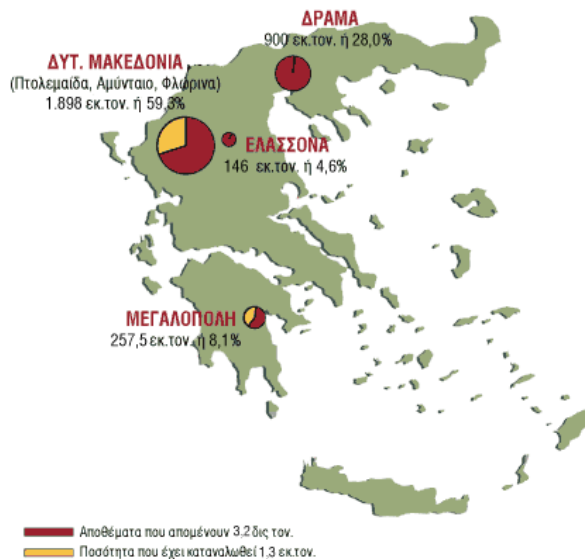 ΔΡΑΜΑ
900 εκ.τον. ή 28,0%
ΔΥΤ. ΜΑΚΕΔΟΝΙΑ
(Πτολεμαίδα, Αμύνταιο, Φλώρινα)
1.898 εκ.τον. ή 59,3%
ΕΛΑΣΣΟΝΑ
146 εκ.τον. ή 4,6%
ΜΕΓΑΛΟΠΟΛΗ
257,5 εκ.τον. ή 8,1%
Αποθέματα που απομένουν 3,2 δις τον.
Ποσότητα που έχει καταναλωθεί 1,3 εκ.τον.